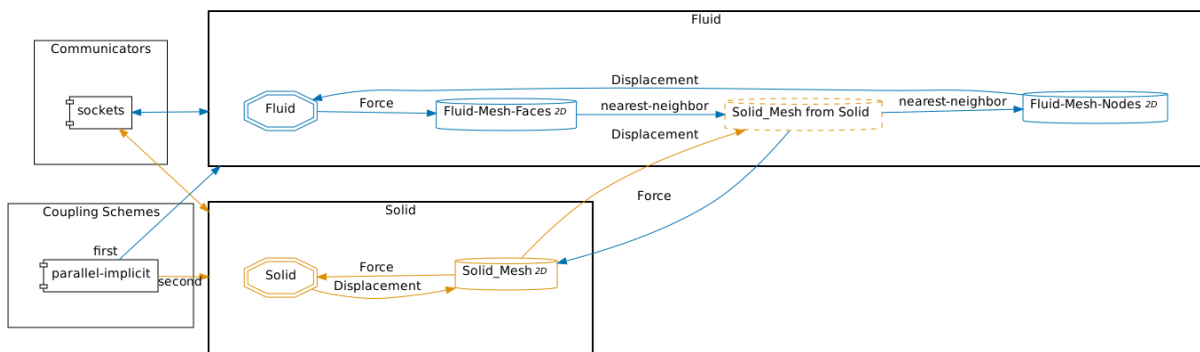 Fluid
Communicators
Displacement
sockets
Fluid
Force
Fluid-Mesh-Faces 2D
nearest-neighbor
Solid_Mesh from Solid
nearest-neighbor
Fluid-Mesh-Nodes 2D
Displacement
Force
Coupling Schemes
Solid
first
parallel-implicit
second
Solid
Force
Displacement
Solid_Mesh 2D